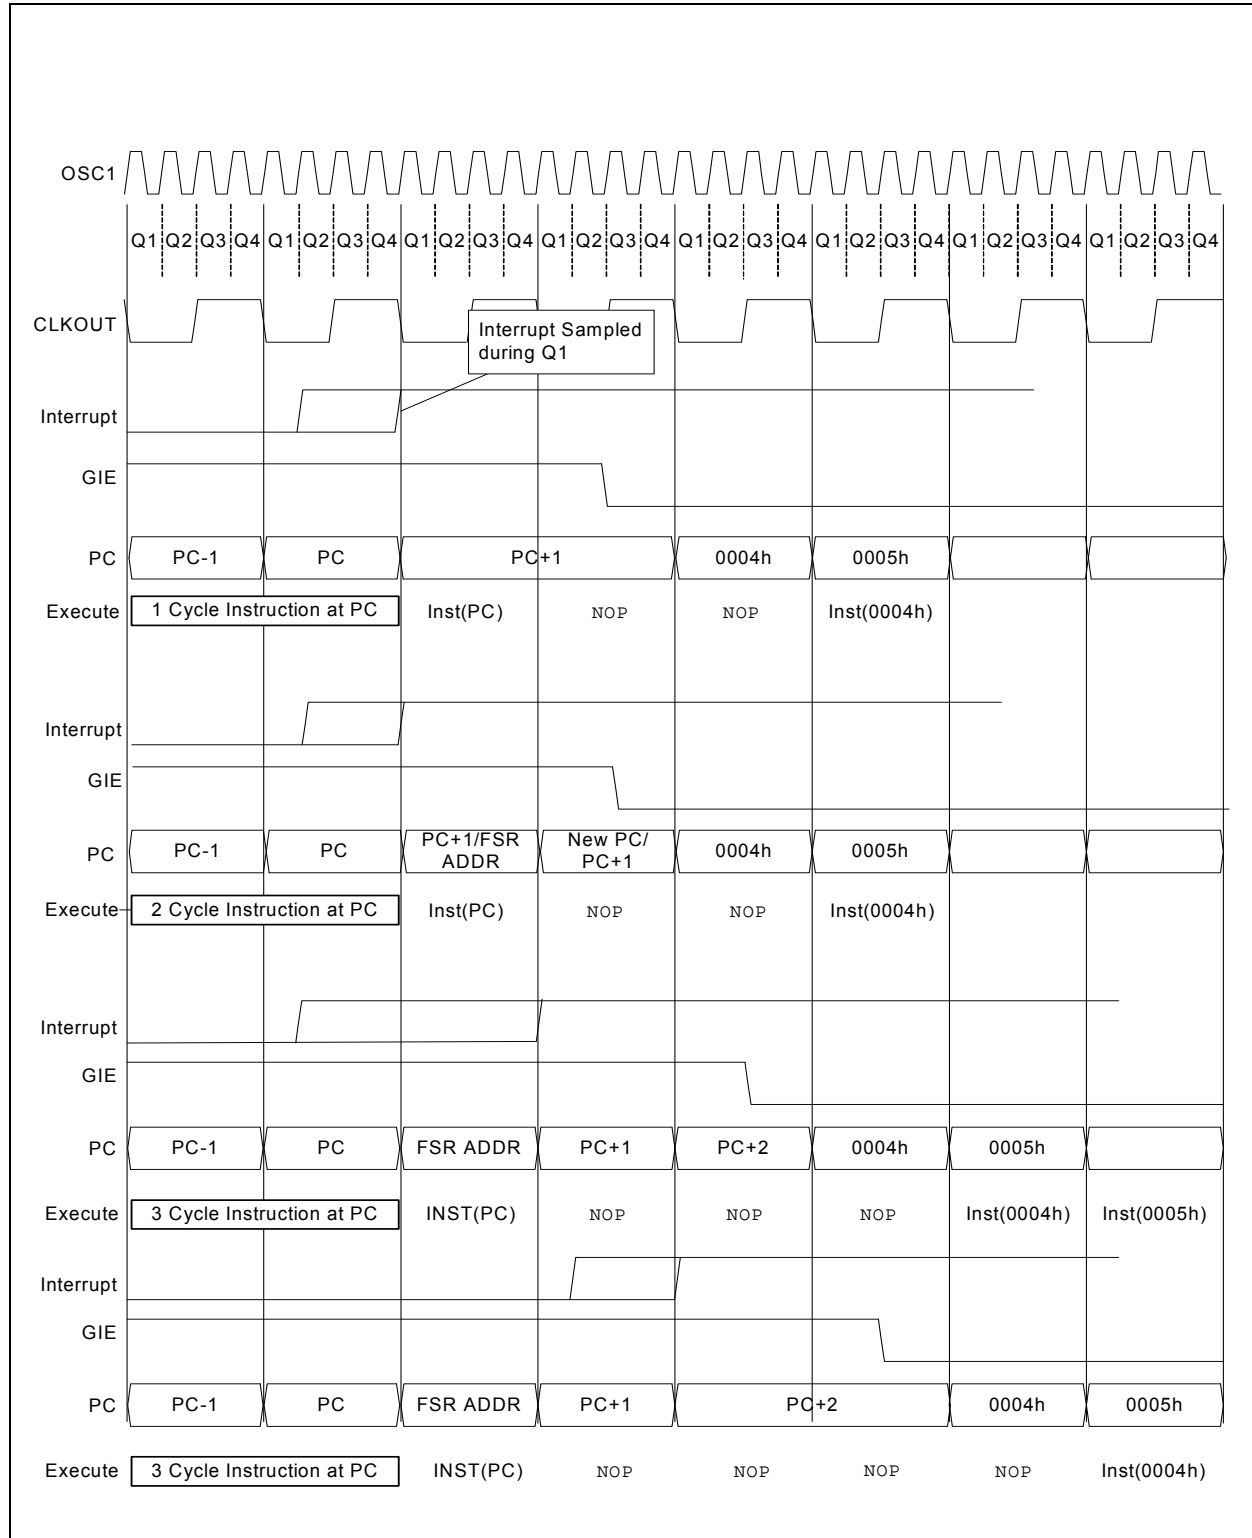 OSC1
Q1 Q2 Q3 Q4 Q1 Q2 Q3 Q4 Q1 Q2 Q3 Q4 Q1 Q2 Q3 Q4 Q1 Q2 Q3 Q4 Q1 Q2 Q3 Q4 Q1 Q2 Q3 Q4 Q1 Q2 Q3 Q4
CLKOUT
Interrupt Sampled
during Q1
Interrupt
GIE
PC PC-1 PC PC+1 0004h 0005h
Execute 1 Cycle Instruction at PC Inst(PC) NOP NOP Inst(0004h)
Interrupt
GIE
PC PC-1 PC PC+1/FSR ADDR New PC/ PC+1 0004h 0005h
Execute 2 Cycle Instruction at PC Inst(PC) NOP NOP Inst(0004h)
Interrupt
GIE
PC PC-1 PC FSR ADDR PC+1 PC+2 0004h 0005h
Execute 3 Cycle Instruction at PC INST(PC) NOP NOP NOP Inst(0004h) Inst(0005h)
Interrupt
GIE
PC PC-1 PC FSR ADDR PC+1 PC+2 0004h 0005h
Execute 3 Cycle Instruction at PC INST(PC) NOP NOP NOP NOP Inst(0004h)